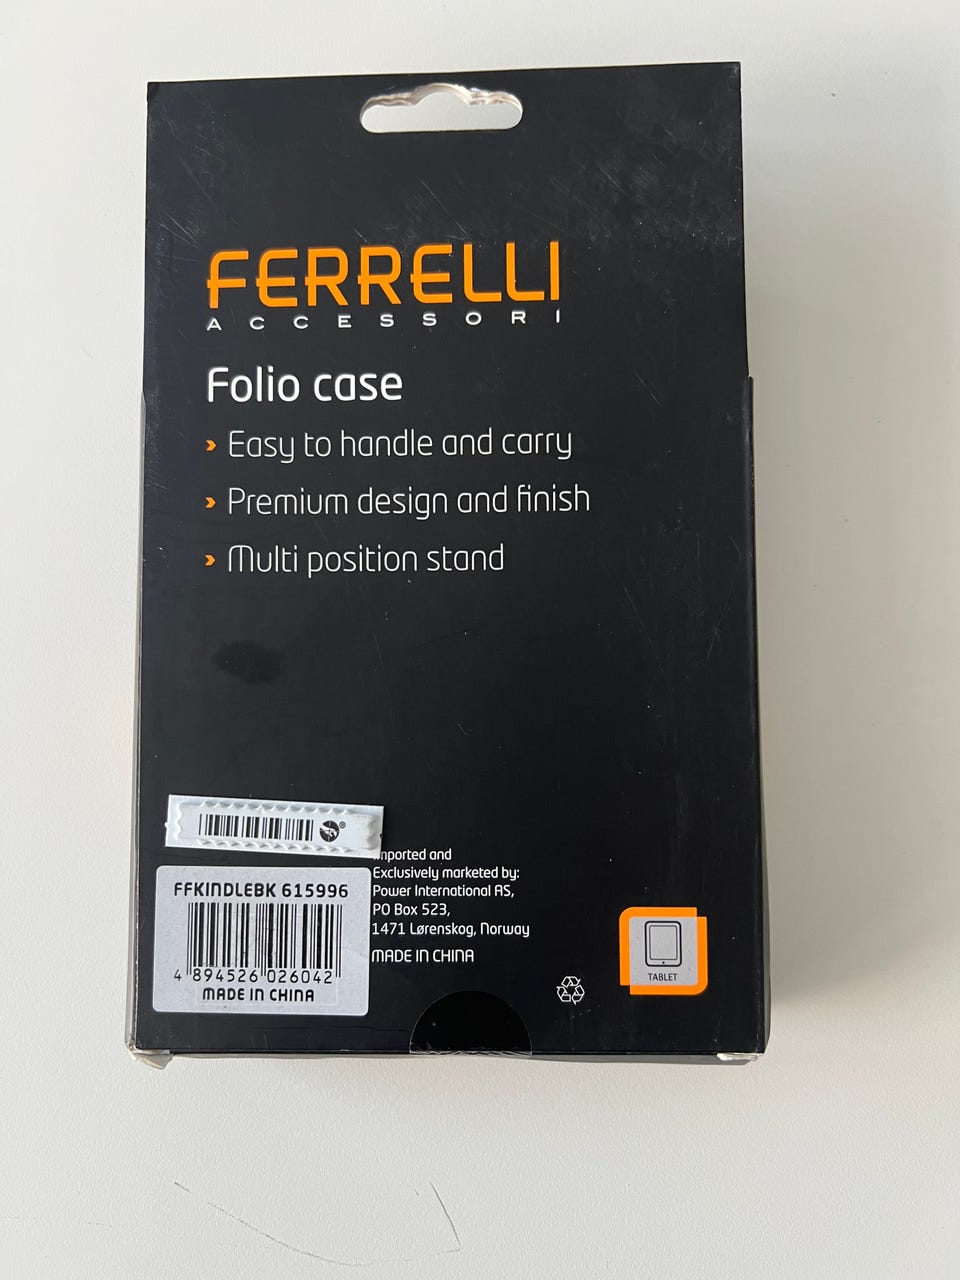 FERRELLI
ACCESSORI
Folio case
Easy to handle and carry
Premium design and finish
Multi position stand
Imported and
Exclusively marketed by:
Power International AS,
PO Box 523,
1471 Lørenskog, Norway
MADE IN CHINA
FFKINDLEBK 615996
4 894526 026042
MADE IN CHINA
TABLET